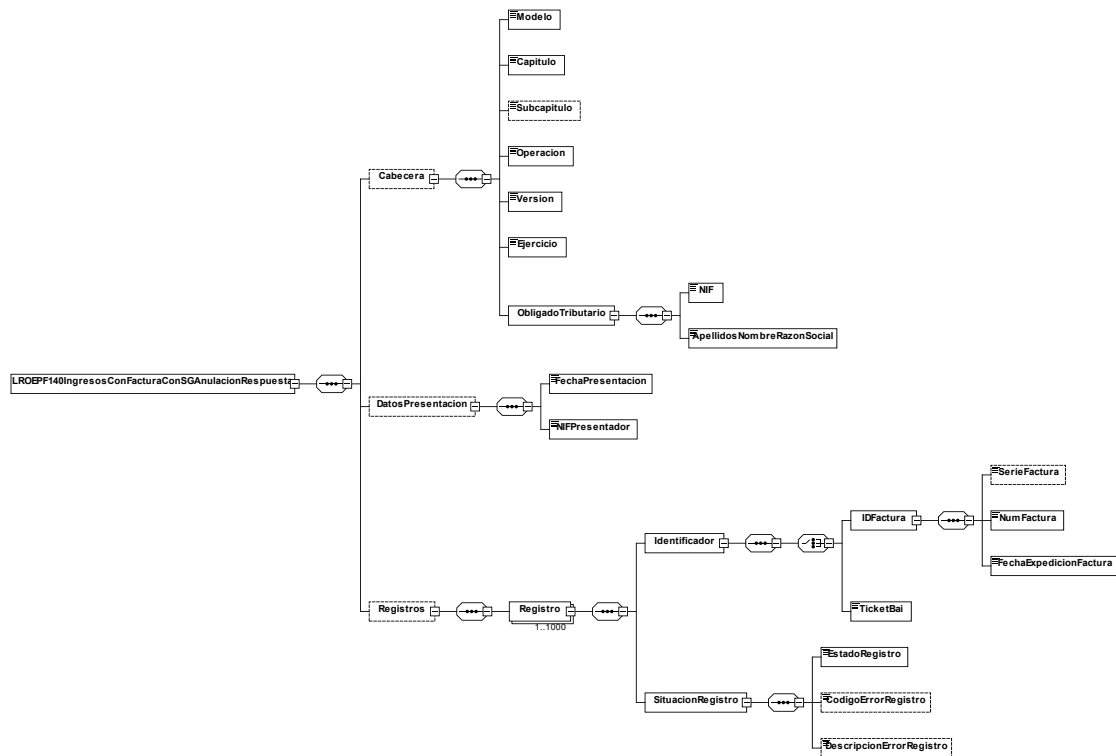 Modelo
Capitulo
Subcapitulo
Operacion
Cabecera
Version
Ejercicio
NIF
ObligadoTributario
ApellidosNombreRazonSocial
LROEPF140IngresosConFacturaConSGAnulacionRespuesta
FechaPresentacion
DatosPresentacion
NIFPresentador
SerieFactura
IDFactura
NumFactura
Identificador
FechaExpedicionFactura
Registros
Registro
TicketBai
1..1000
EstadoRegistro
SituacionRegistro
CodigoErrorRegistro
DescripcionErrorRegistro